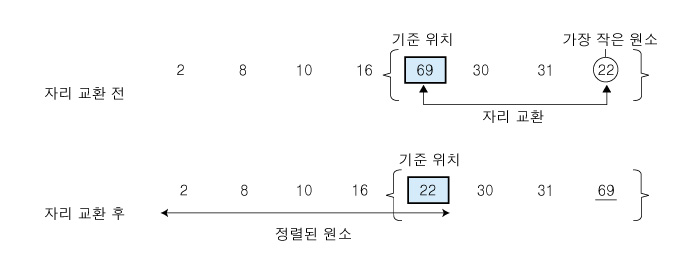 기준 위치 가장 작은 원소
2 8 10 16 69 30 31 22
자리 교환 전
자리 교환
기준 위치
2 8 10 16 22 30 31 69
자리 교환 후
정렬된 원소